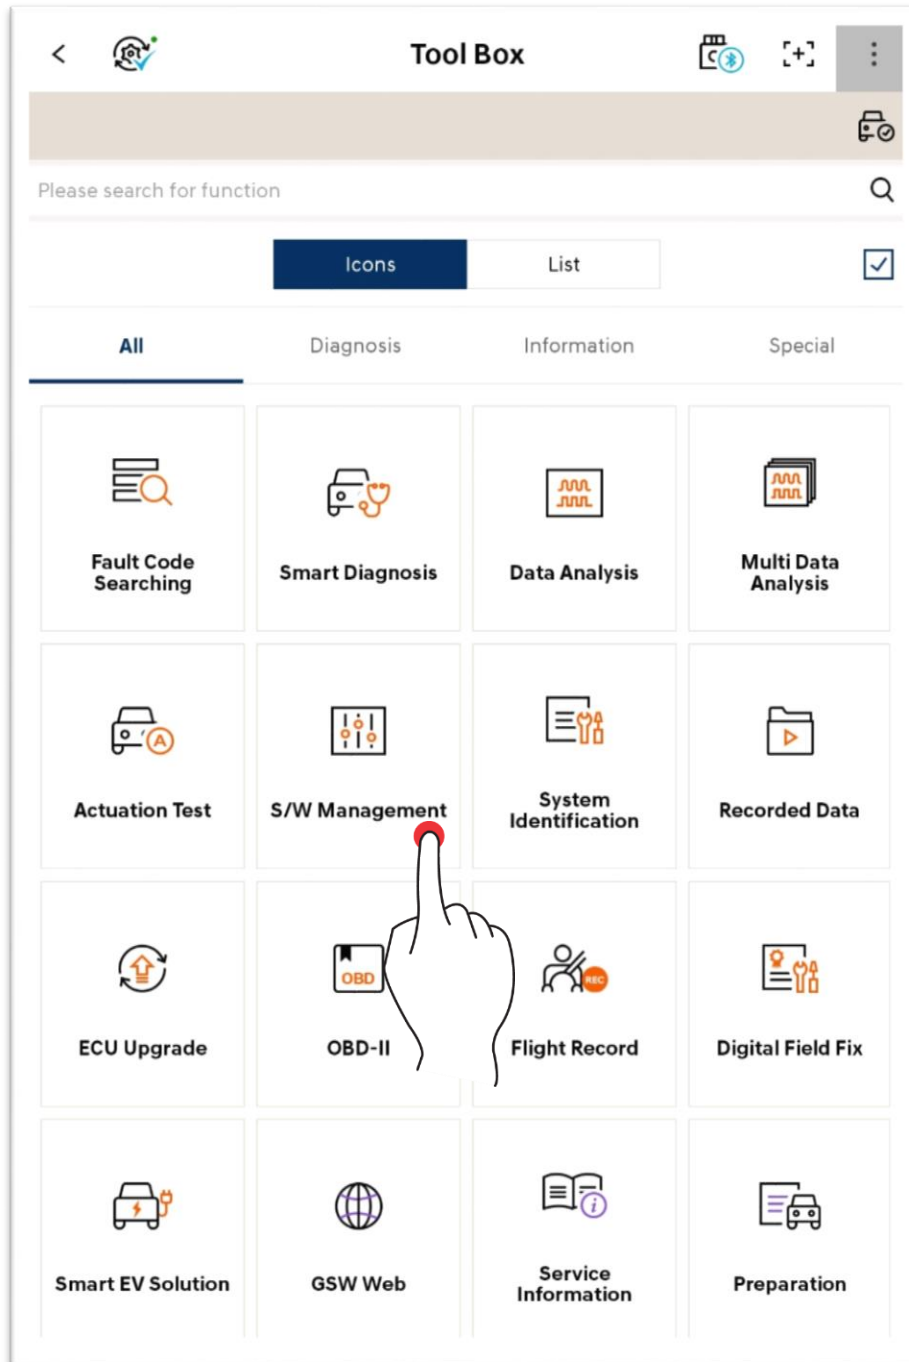 Tool Box
Please search for function
Icons
List
All
Diagnosis
Information
Special
Fault Code
Searching
Smart Diagnosis
Data Analysis
Multi Data
Analysis
A
Actuation Test
S/W Management
System
Identification
Recorded Data
ECU Upgrade
OBD
OBD-II
REC
Flight Record
Digital Field Fix
Smart EV Solution
GSW Web
i
Service
Information
Preparation